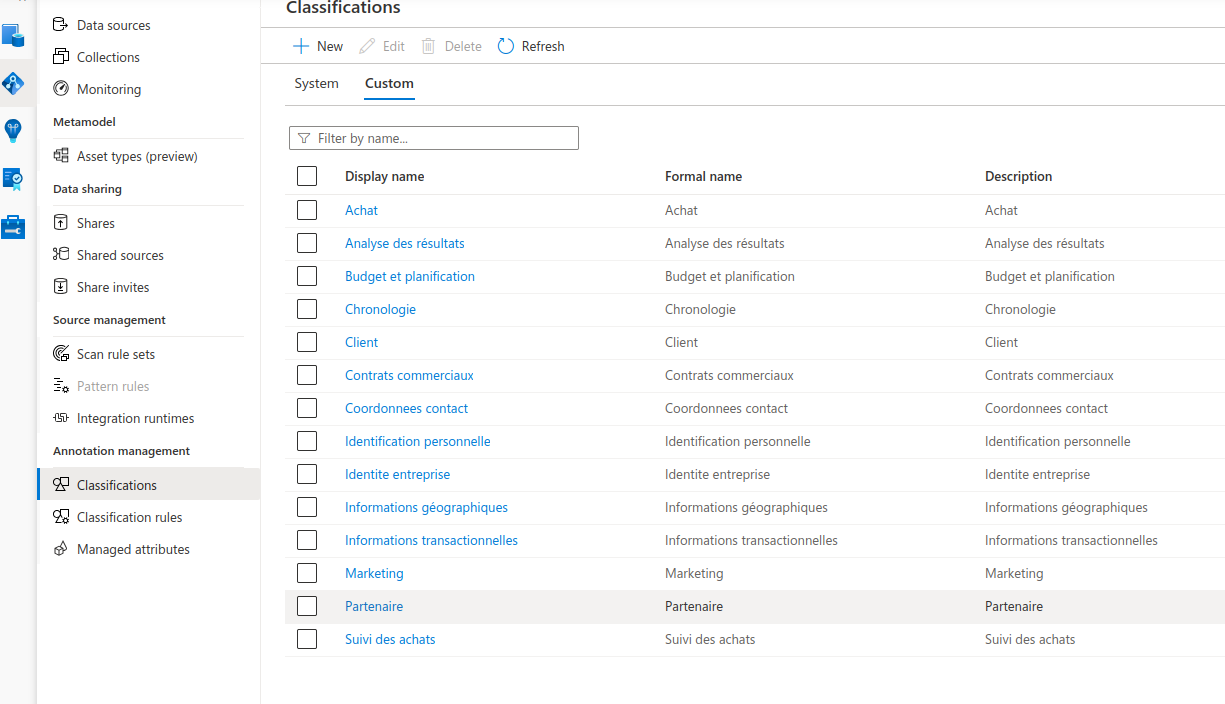 Data sources
Collections
Monitoring
Metamodel
Asset types (preview)
Data sharing
Shares
Shared sources
Share invites
Source management
Scan rule sets
Pattern rules
Integration runtimes
Annotation management
Classifications
Classification rules
Managed attributes
Classifications
New Edit Delete Refresh
System Custom
Filter by name...
Display name Formal name Description
Achat Achat Achat
Analyse des résultats Analyse des résultats Analyse des résultats
Budget et planification Budget et planification Budget et planification
Chronologie Chronologie Chronologie
Client Client Client
Contrats commerciaux Contrats commerciaux Contrats commerciaux
Coordonnees contact Coordonnees contact Coordonnees contact
Identification personnelle Identification personnelle Identification personnelle
Identite entreprise Identite entreprise Identite entreprise
Informations géographiques Informations géographiques Informations géographiques
Informations transactionnelles Informations transactionnelles Informations transactionnelles
Marketing Marketing Marketing
Partenaire Partenaire Partenaire
Suivi des achats Suivi des achats Suivi des achats